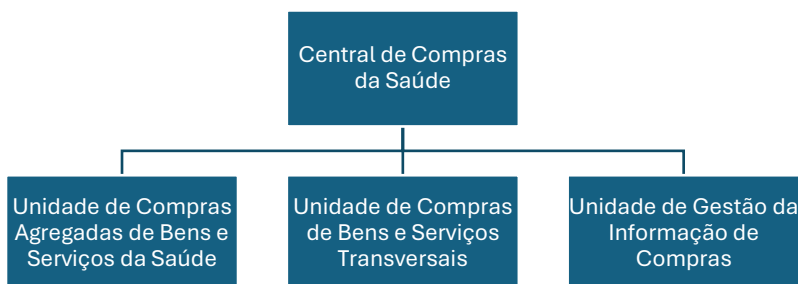 Central de Compras
da Saúde
Unidade de Compras
Agregadas de Bens e
Serviços da Saúde
Unidade de Compras
de Bens e Serviços
Transversais
Unidade de Gestão da
Informação de
Compras